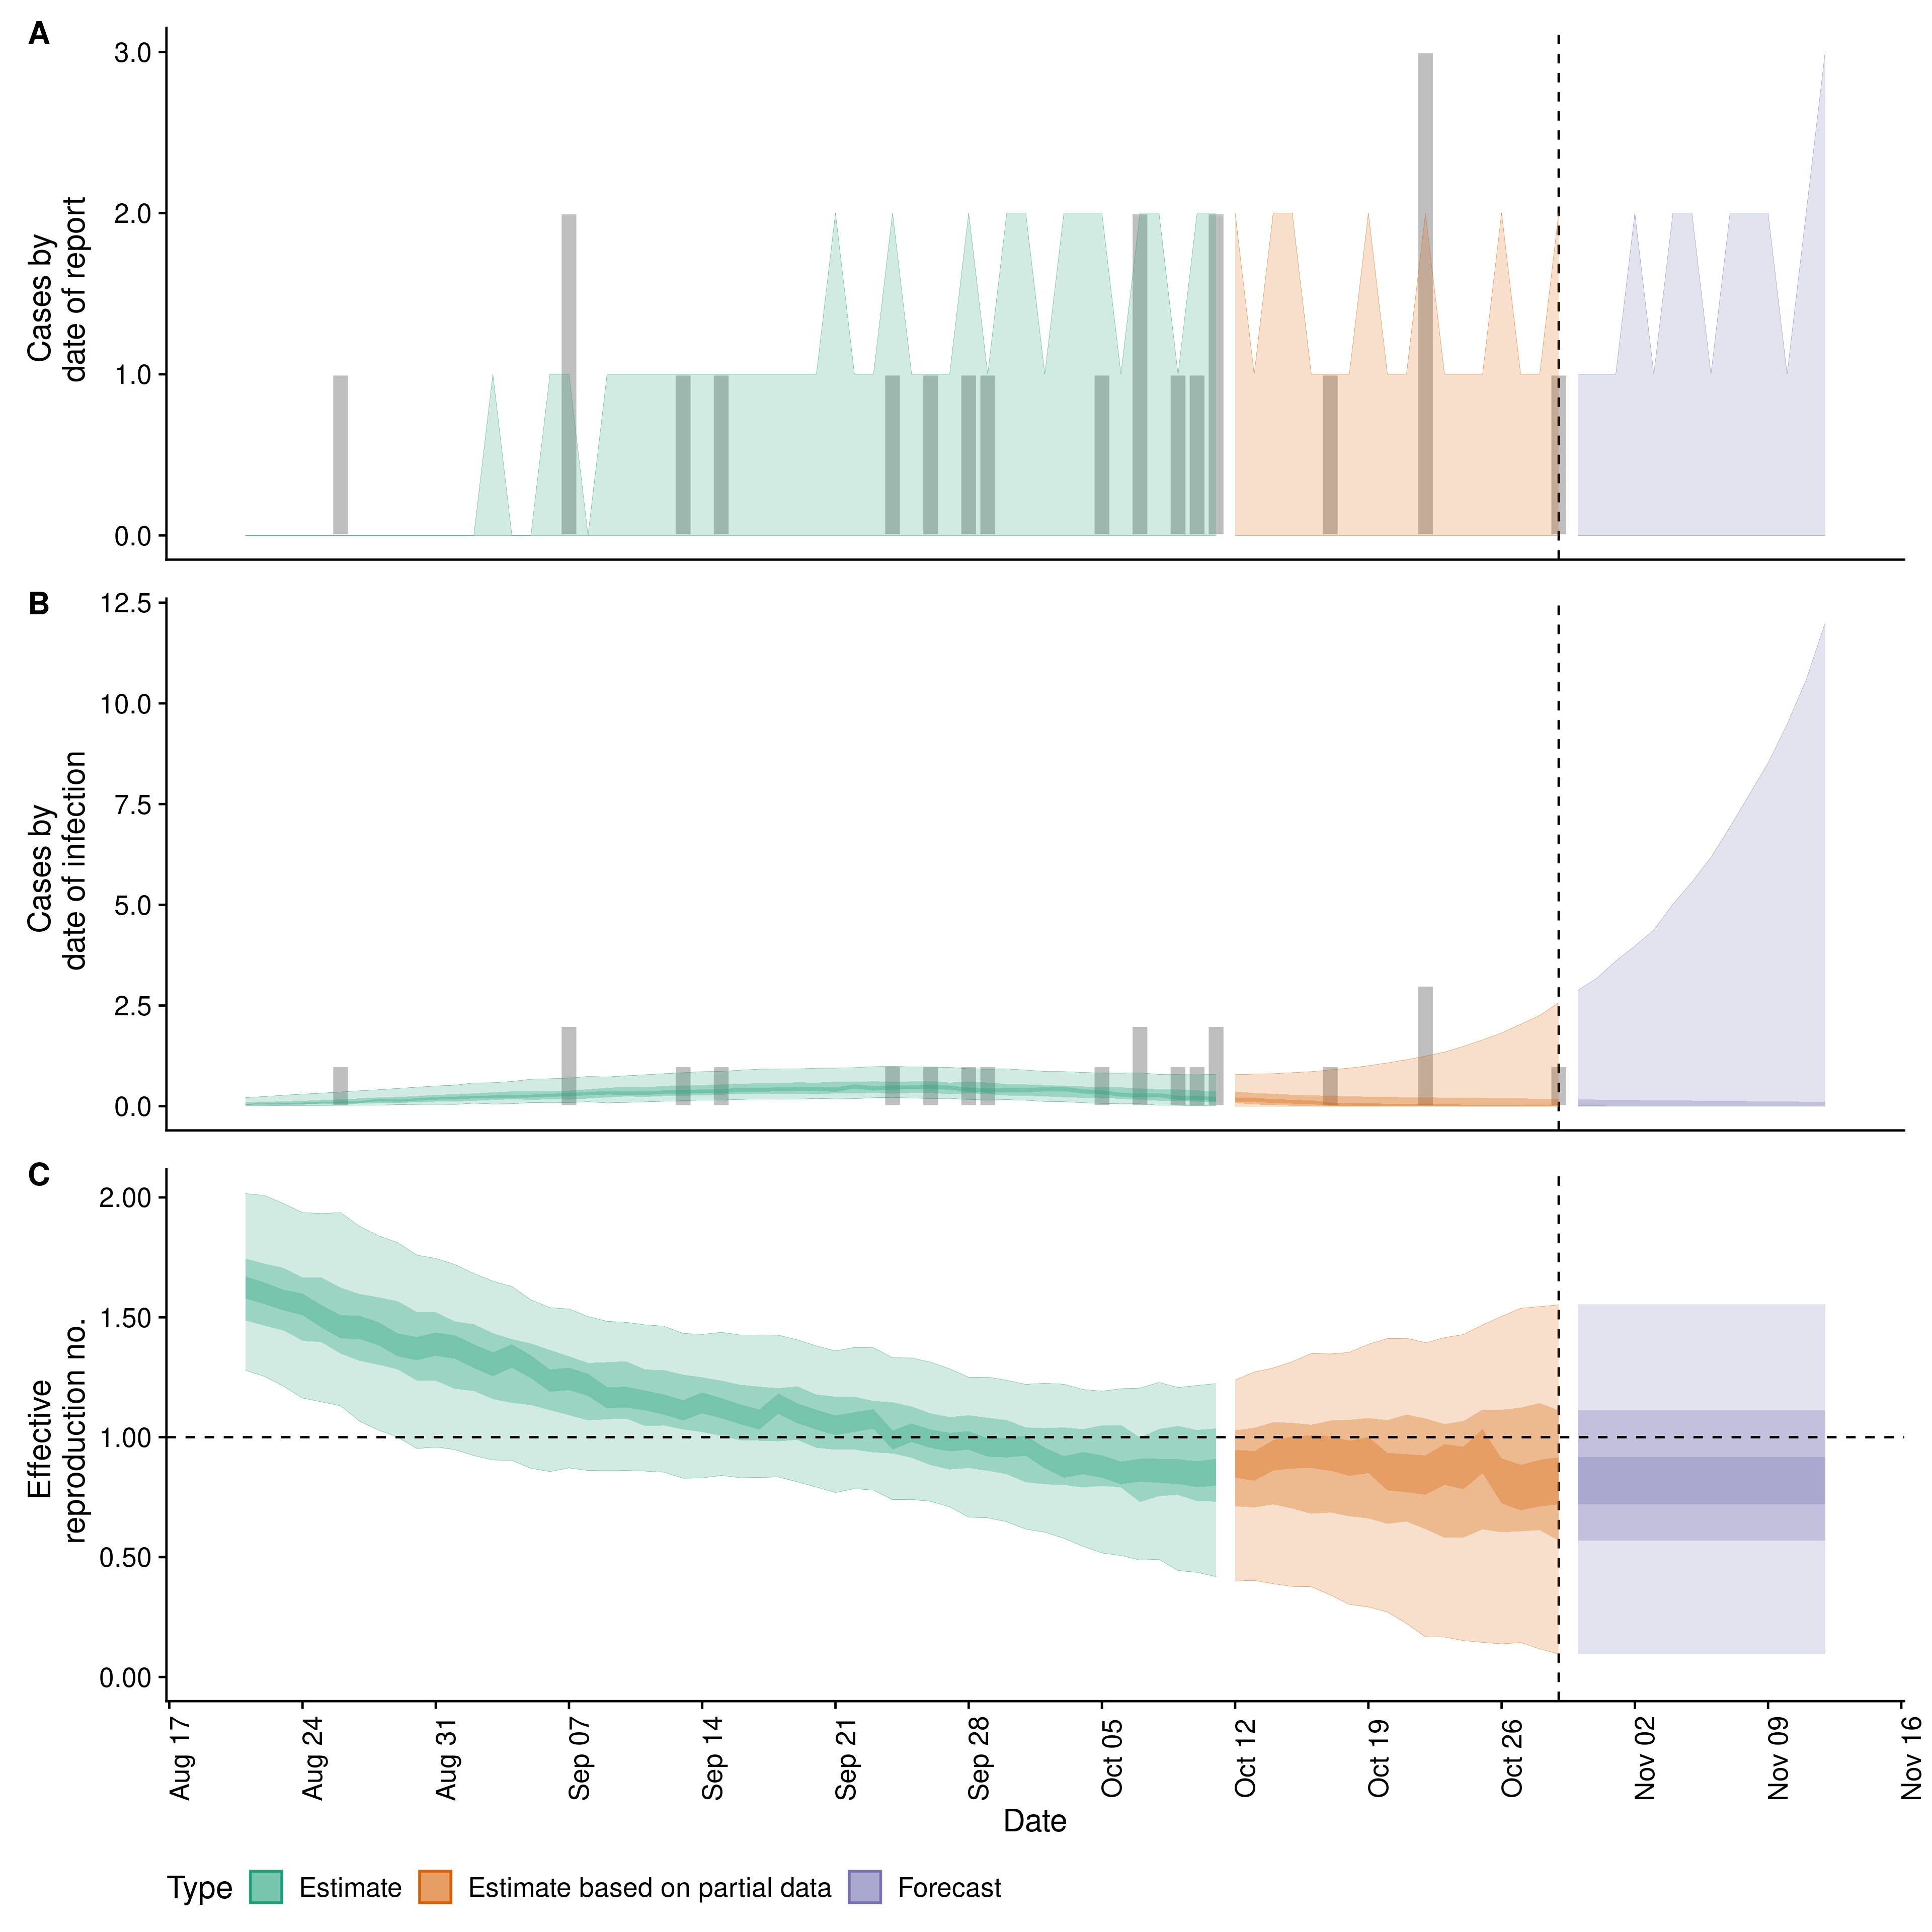 A
3.0
2.0
1.0
0.0
Cases by
date of report
B
12.5
10.0
7.5
5.0
2.5
0.0
Cases by
date of infection
C
2.00
1.50
1.00
0.50
0.00
Effective
reproduction no.
Aug 17
Aug 24
Aug 31
Sep 07
Sep 14
Sep 21
Sep 28
Oct 05
Oct 12
Oct 19
Oct 26
Nov 02
Nov 09
Nov 16
Date
Type
Estimate
Estimate based on partial data
Forecast